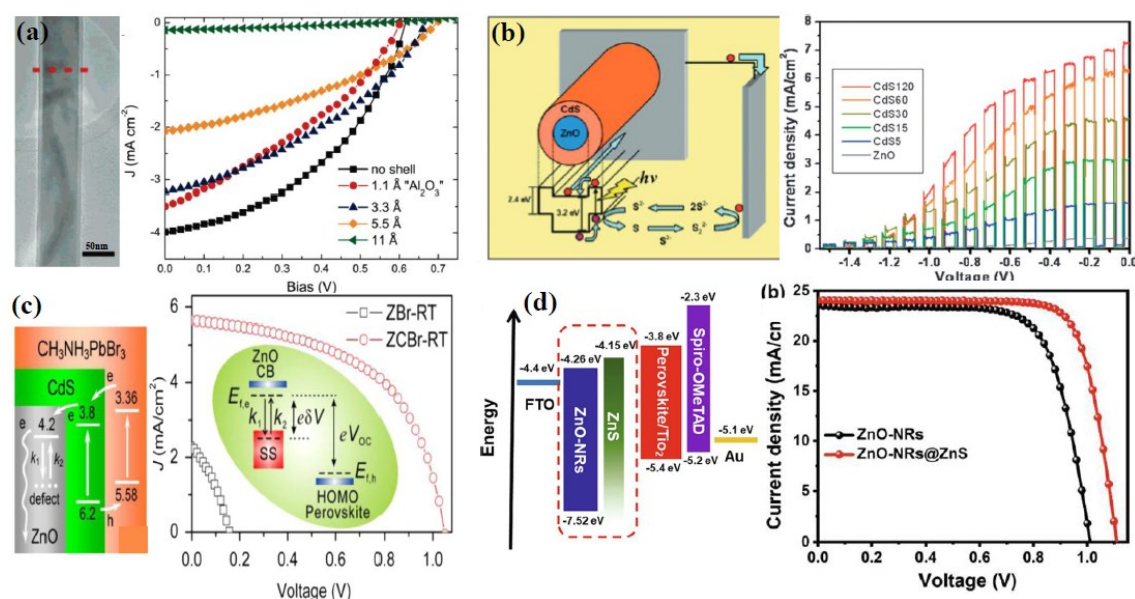 (a)
50nm
J (mA cm⁻²)
0
-1
-2
-3
-4
no shell
1.1 Å "Al₂O₃"
3.3 Å
5.5 Å
11 Å
0.0 0.1 0.2 0.3 0.4 0.5 0.6 0.7
Bias (V)
(b)
CdS
ZnO
2.4 eV
3.2 eV
hν
S²⁻
2S²⁻
S
S²⁻
S₂²⁻
Current density (mA/cm²)
7
6
5
4
3
2
1
0
CdS120
CdS60
CdS30
CdS15
CdS5
ZnO
-1.4 -1.2 -1.0 -0.8 -0.6 -0.4 -0.2 0.0
Voltage (V)
(c)
CH₃NH₃PbBr₃
CdS
e
3.8
e
3.36
e
4.2
k₁
k₂
defect
5.58
6.2
h
ZnO
J (mA/cm²)
6
4
2
0
ZBr-RT
ZCBr-RT
ZnO
CB
E_f,e
k₁
k₂
eδV
SS
eV_OC
E_f,h
HOMO
Perovskite
0.0 0.2 0.4 0.6 0.8 1.0
Voltage (V)
(d)
Energy
-4.4 eV
FTO
-4.26 eV
ZnO-NRs
-7.52 eV
-4.15 eV
ZnS
-3.8 eV
Perovskite/Tio₂
-5.4 eV
-2.3 eV
Spiro-OMeTAD
-5.2 eV
-5.1 eV
Au
(b)
Current density (mA/cn
25
20
15
10
5
0
ZnO-NRs
ZnO-NRs@ZnS
0.0 0.2 0.4 0.6 0.8 1.0
Voltage (V)